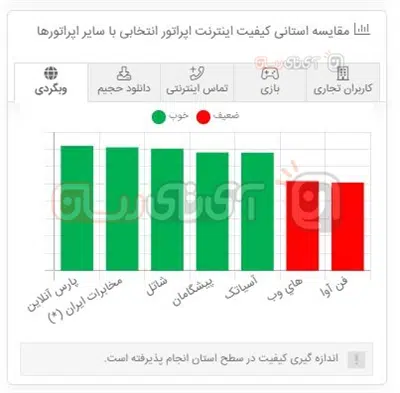 مقایسه استانی کیفیت اینترنت اپراتور انتخابی با سایر اپراتورها
کاربران تجاری
بازی
تماس اینترنتی
دانلود حجیم
وبگردی
ضعیف
خوب
پارس آنلاین
مخابرات ایران (*)
شاتل
پیشگامان
آسیاتک
های وب
فن آوا
آی‌تی‌رسان
اندازه گیری کیفیت در سطح استان انجام پذیرفته است.